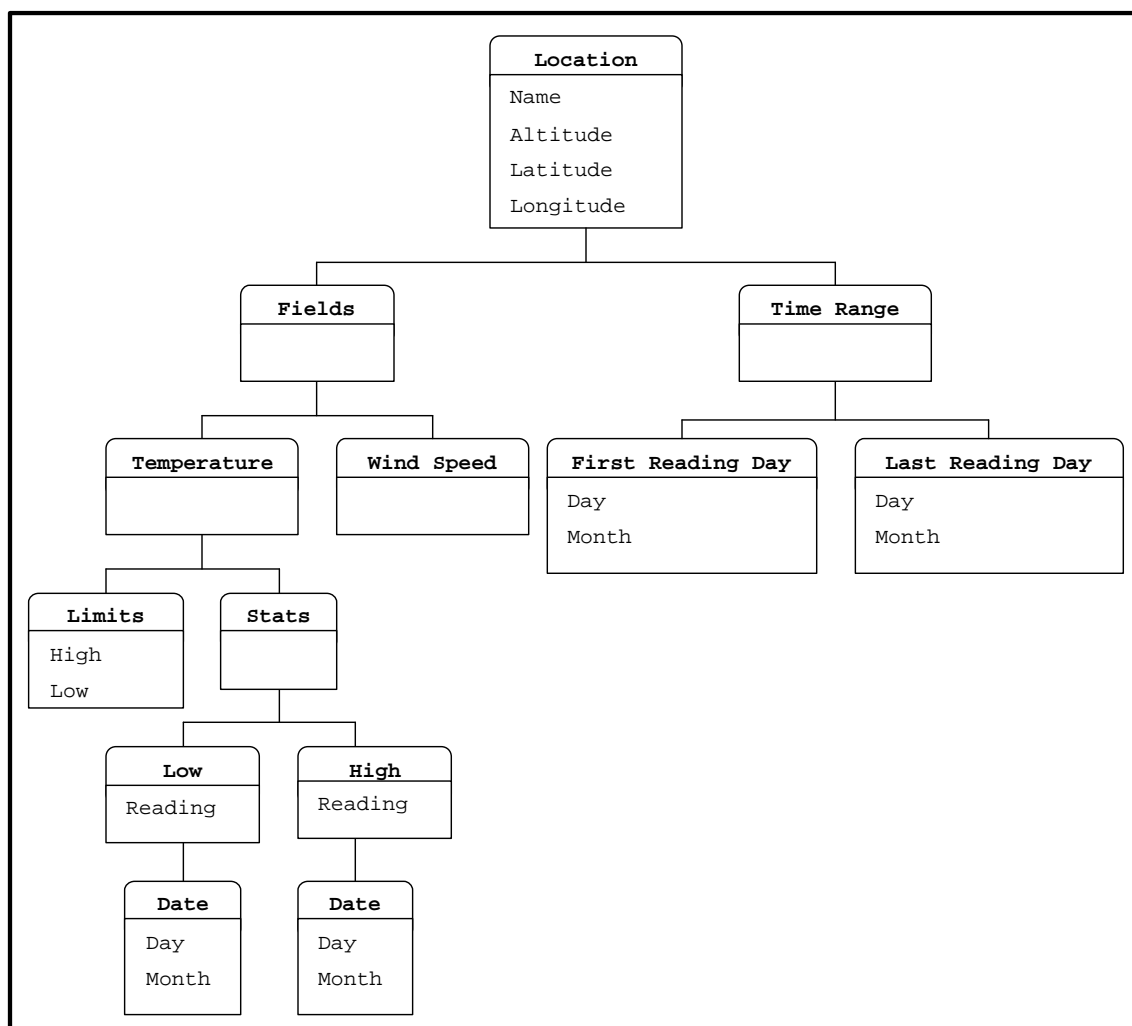 Location
Name
Altitude
Latitude
Longitude
Fields
Time Range
Temperature
Wind Speed
First Reading Day
Day
Month
Last Reading Day
Day
Month
Limits
High
Low
Stats
Low
Reading
High
Reading
Date
Day
Month
Date
Day
Month